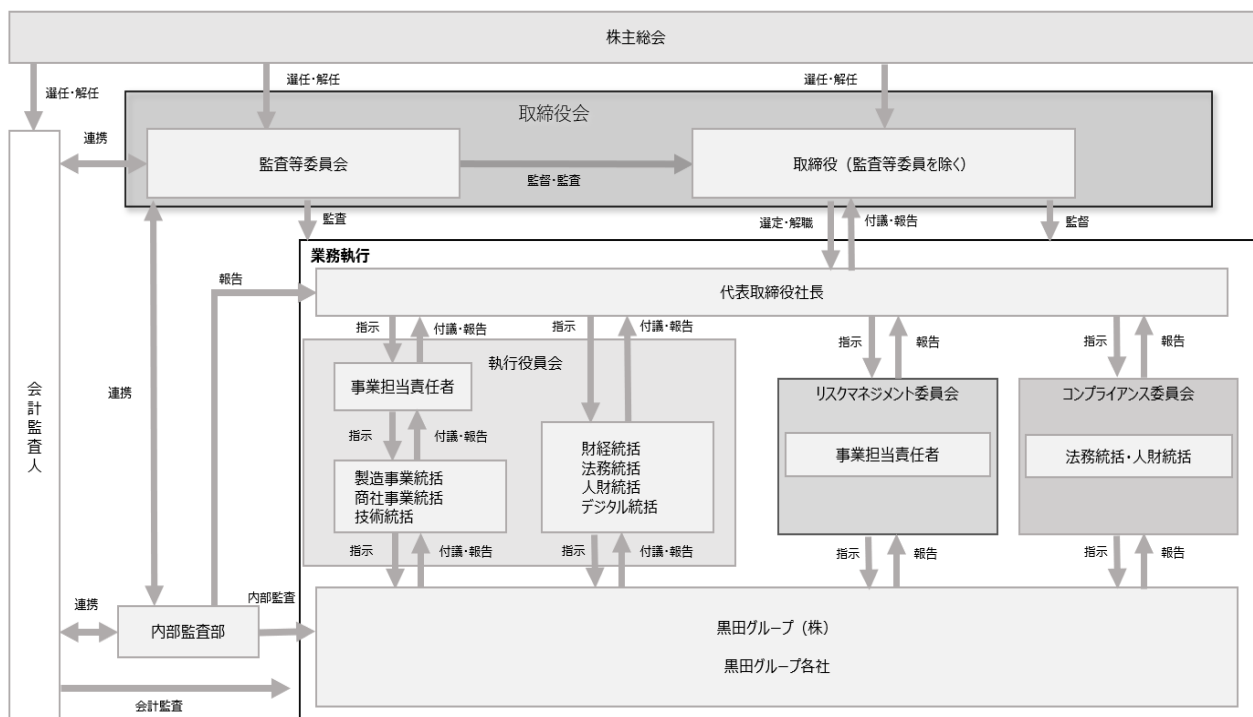 株主総会
選任・解任
選任・解任
選任・解任
取締役会
連携
監査等委員会
監督・監査
取締役（監査等委員を除く）
監査
選定・解職
付議・報告
監督
業務執行
報告
代表取締役社長
指示
付議・報告
指示
付議・報告
指示
報告
指示
報告
執行役員会
事業担当責任者
リスクマネジメント委員会
コンプライアンス委員会
会計監査人
連携
指示
付議・報告
財経統括
法務統括
人財統括
デジタル統括
事業担当責任者
法務統括・人財統括
製造事業統括
商社事業統括
技術統括
指示
付議・報告
指示
付議・報告
指示
報告
指示
報告
連携
内部監査
内部監査部
黒田グループ（株）
黒田グループ各社
会計監査